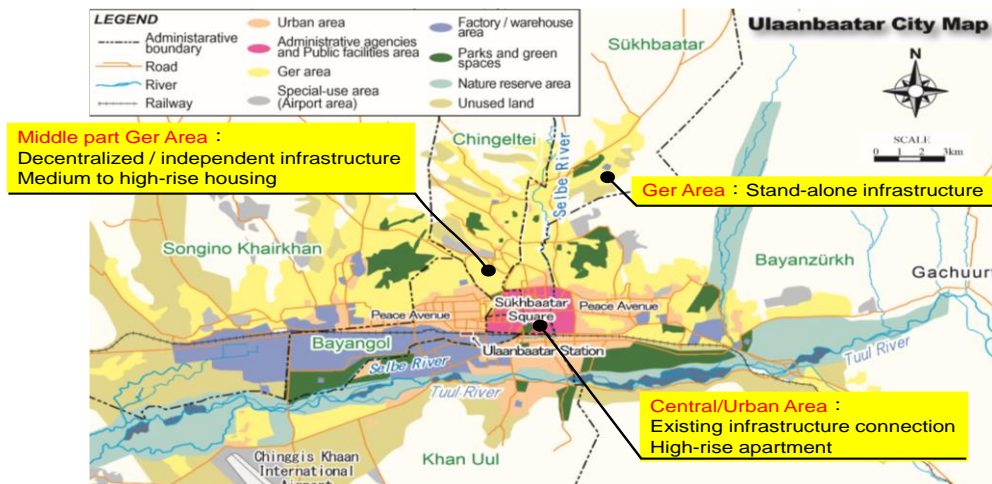 LEGEND
Administarative
boundary
Road
River
Railway
Urban area
Administrative agencies
and Public facilities area
Ger area
Special-use area
(Airport area)
Factory / warehouse
area
Parks and green
spaces
Nature reserve area
Unused land
Ulaanbaatar City Map
N
SCALE
0 1 2 3km
Sükhbaatar
Chingeltei
Selbe River
Middle part Ger Area：
Decentralized / independent infrastructure
Medium to high-rise housing
Ger Area：Stand-alone infrastructure
Songino Khairkhan
Bayanzürkh
Gachuurt
Peace Avenue
Sükhbaatar
Square
Peace Avenue
Bayangol
Ulaanbaatar Station
Selbe River
Tuul River
Tuul River
Central/Urban Area：
Existing infrastructure connection
High-rise apartment
Chinggis Khaan
International
Airport
Khan Uul